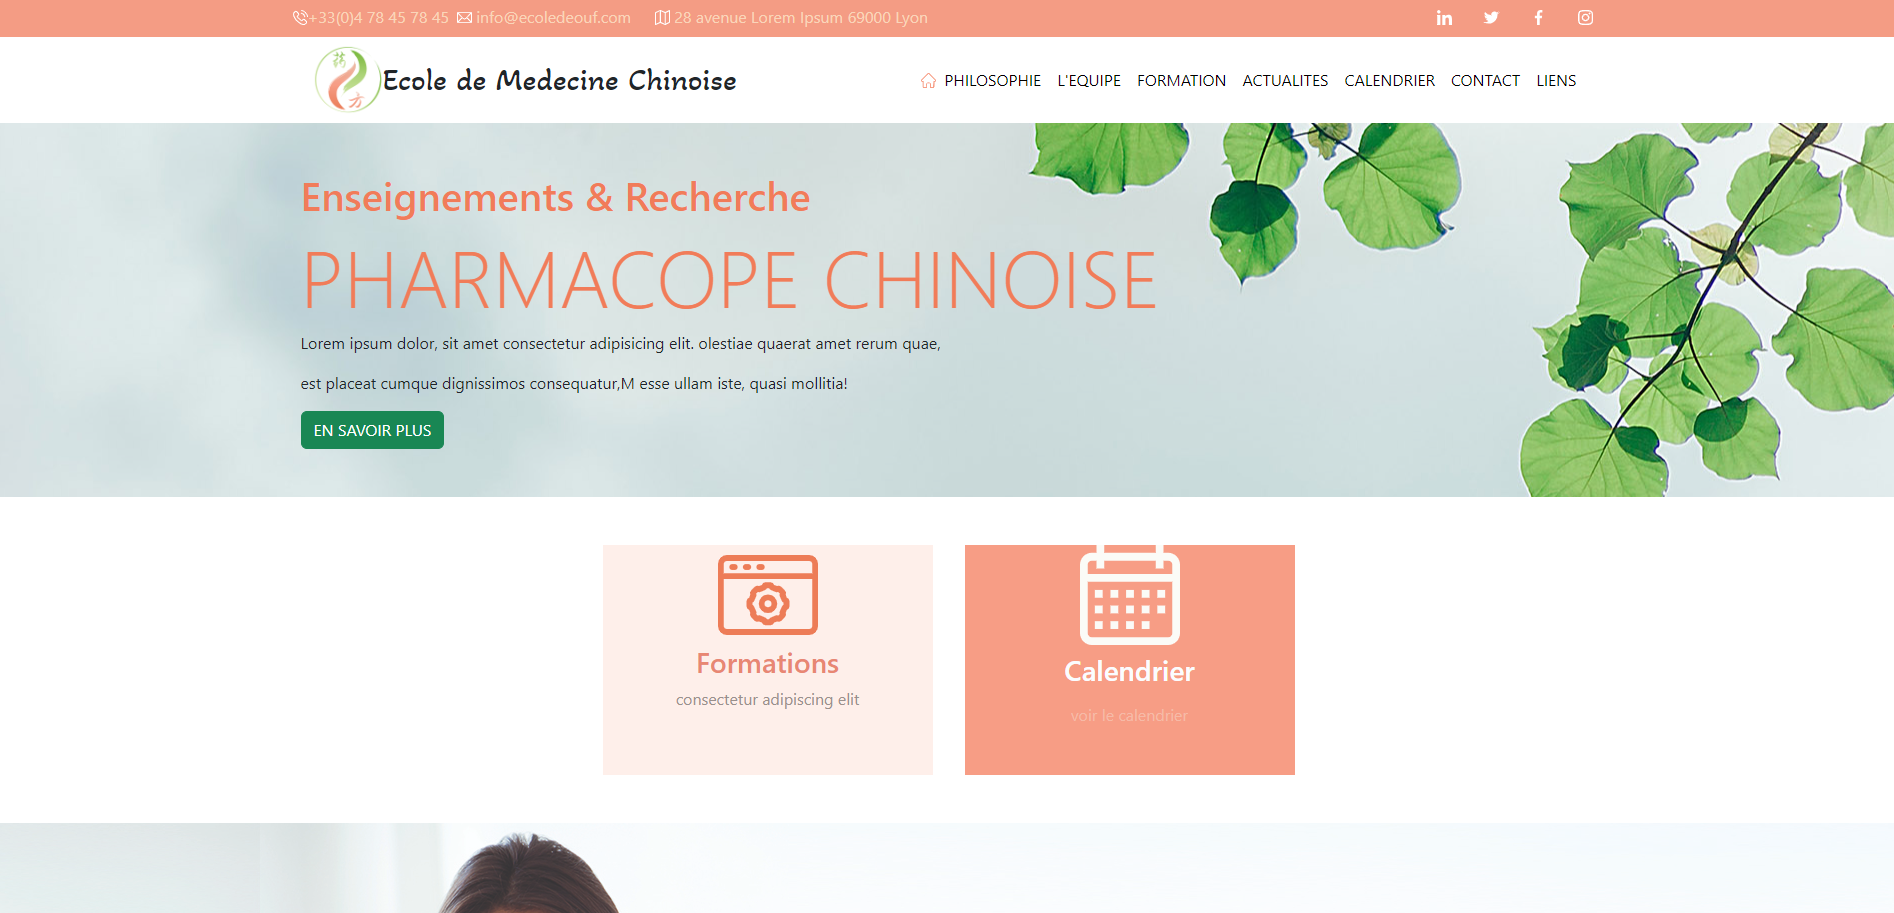 +33(0)4 78 45 78 45 info@ecoledeouf.com 28 avenue Lorem Ipsum 69000 Lyon
药
方
Ecole de Medecine Chinoise
PHILOSOPHIE L'EQUIPE FORMATION ACTUALITES CALENDRIER CONTACT LIENS
Enseignements & Recherche
PHARMACOPE CHINOISE
Lorem ipsum dolor, sit amet consectetur adipisicing elit. olestiae quaerat amet rerum quae,
est placeat cumque dignissimos consequatur,M esse ullam iste, quasi mollitia!
EN SAVOIR PLUS
Formations
consectetur adipiscing elit
Calendrier
voir le calendrier